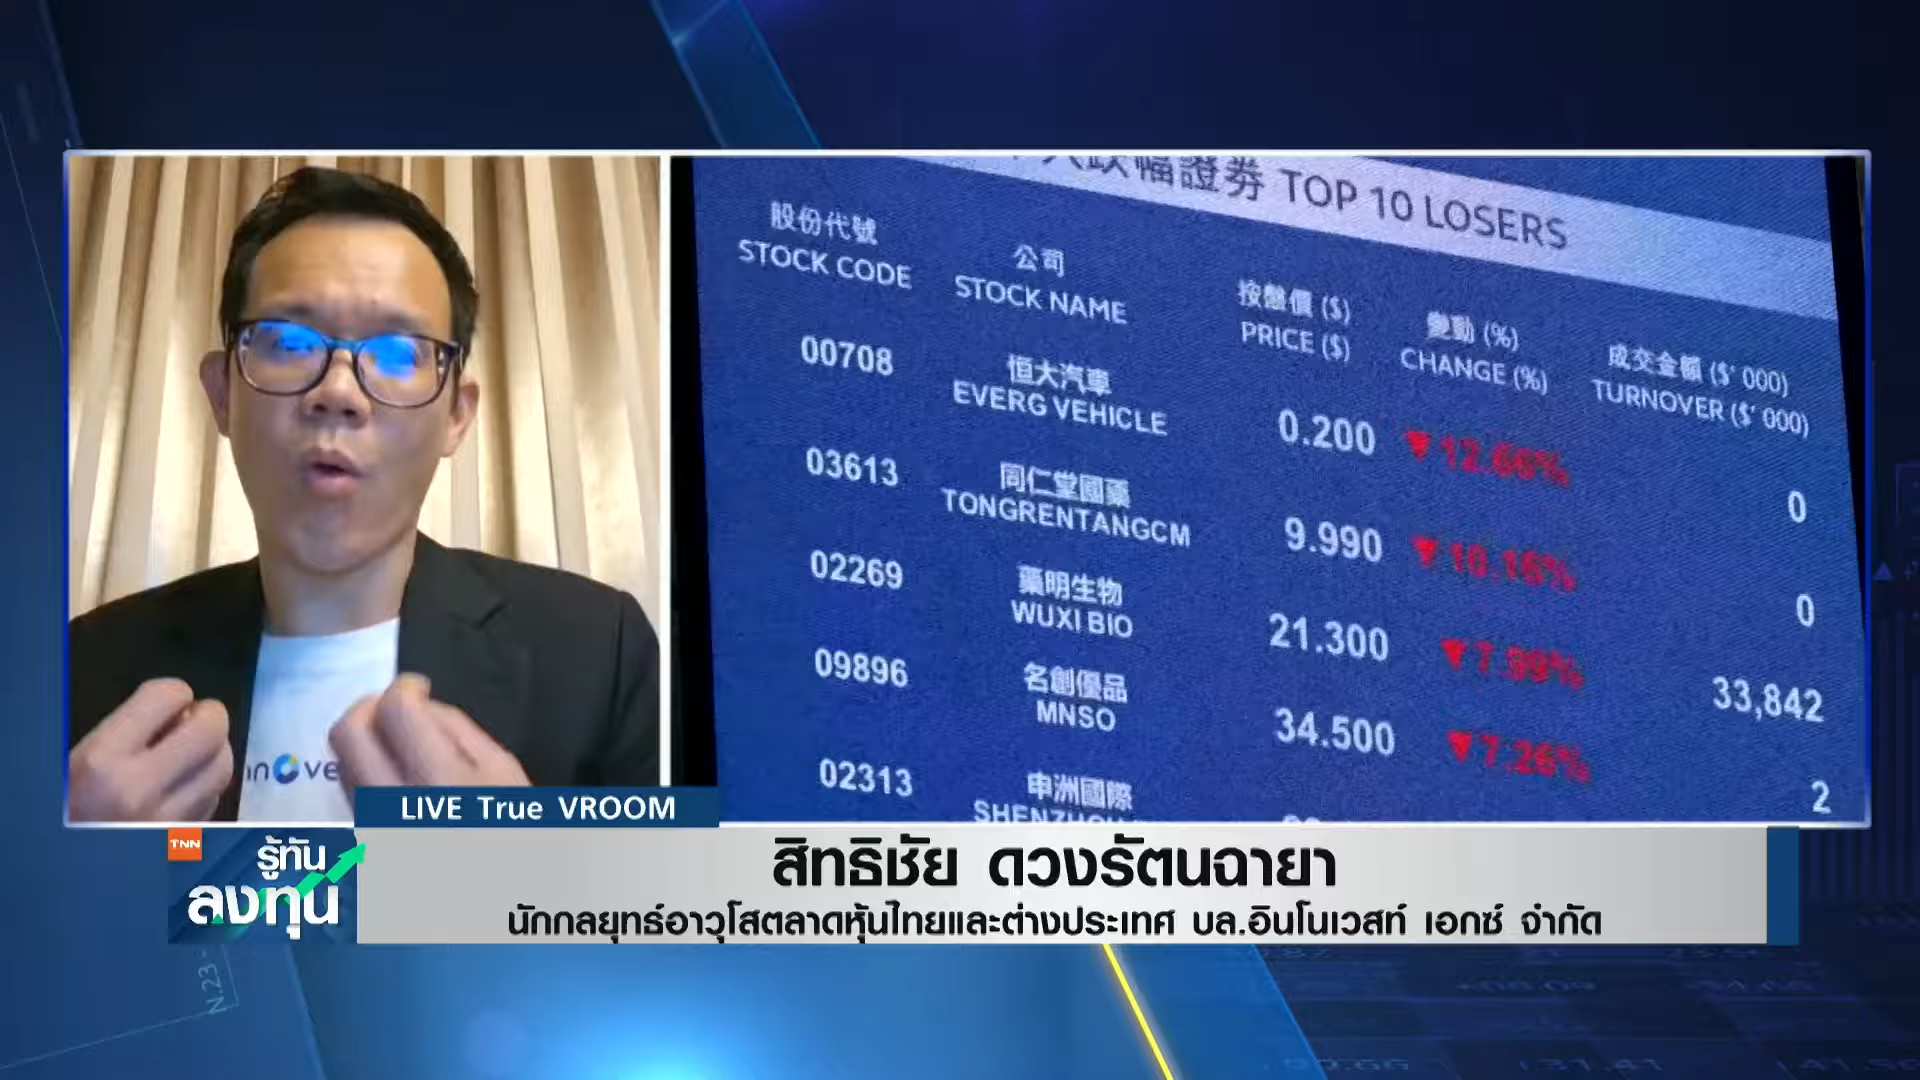 大跌幅證券 TOP 10 LOSERS
股份代號
STOCK CODE
公司
STOCK NAME
按盤價 ($)
PRICE ($)
變動 (%)
CHANGE (%)
成交金額 ($' 000)
TURNOVER ($' 000)
00708
恒大汽車
EVERG VEHICLE
0.200
▼12.66%
0
03613
同仁堂國藥
TONGRENTANGCM
9.990
▼10.16%
0
02269
藥明生物
WUXI BIO
21.300
▼7.99%
33,842
09896
名創優品
MNSO
34.500
▼7.26%
2
02313
申洲國際
nnove
LIVE True VROOM
TNN
รู้ทัน
ลงทุน
สิทธิชัย ดวงรัตนฉายา
นักกลยุทธ์อาวุโสตลาดหุ้นไทยและต่างประเทศ บล.อินโนเวสท์ เอกซ์ จำกัด